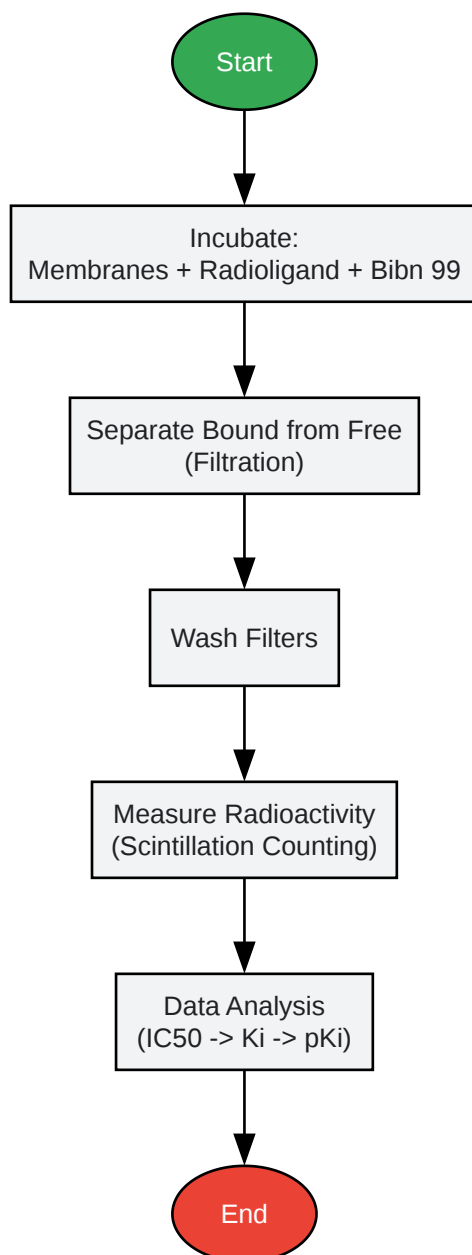 Start
Incubate:
Membranes + Radioligand + Bibn 99
Separate Bound from Free
(Filtration)
Wash Filters
Measure Radioactivity
(Scintillation Counting)
Data Analysis
(IC50 -> Ki -> pKi)
End